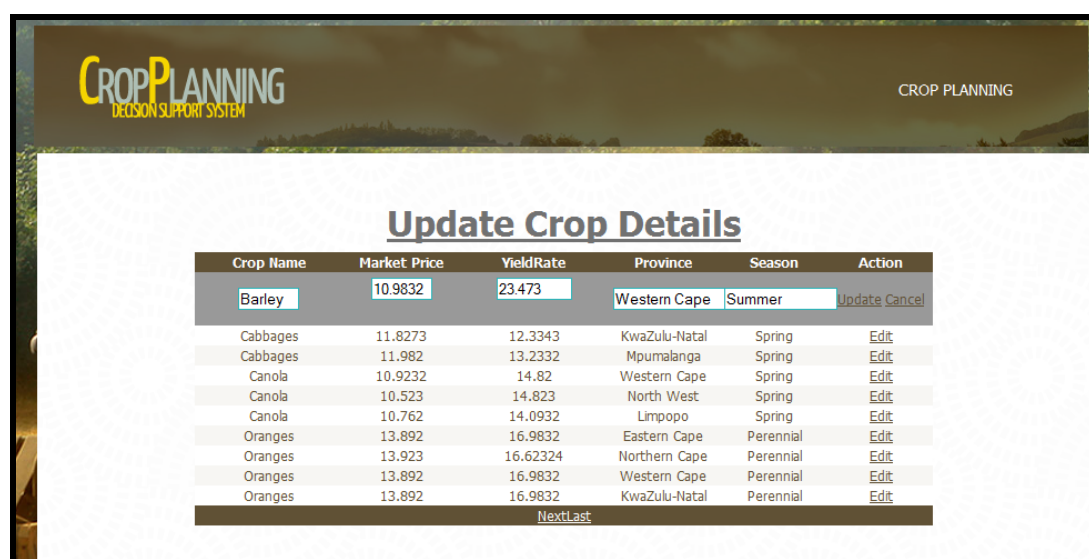 CROPPLANNING
DECISION SUPPORT SYSTEM
CROP PLANNING
Update Crop Details
Crop Name Market Price YieldRate Province Season Action
Barley 10.9832 23.473 Western Cape Summer Update Cancel
Cabbages 11.8273 12.3343 KwaZulu-Natal Spring Edit
Cabbages 11.982 13.2332 Mpumalanga Spring Edit
Canola 10.9232 14.82 Western Cape Spring Edit
Canola 10.523 14.823 North West Spring Edit
Canola 10.762 14.0932 Limpopo Spring Edit
Oranges 13.892 16.9832 Eastern Cape Perennial Edit
Oranges 13.923 16.62324 Northern Cape Perennial Edit
Oranges 13.892 16.9832 Western Cape Perennial Edit
Oranges 13.892 16.9832 KwaZulu-Natal Perennial Edit
NextLast